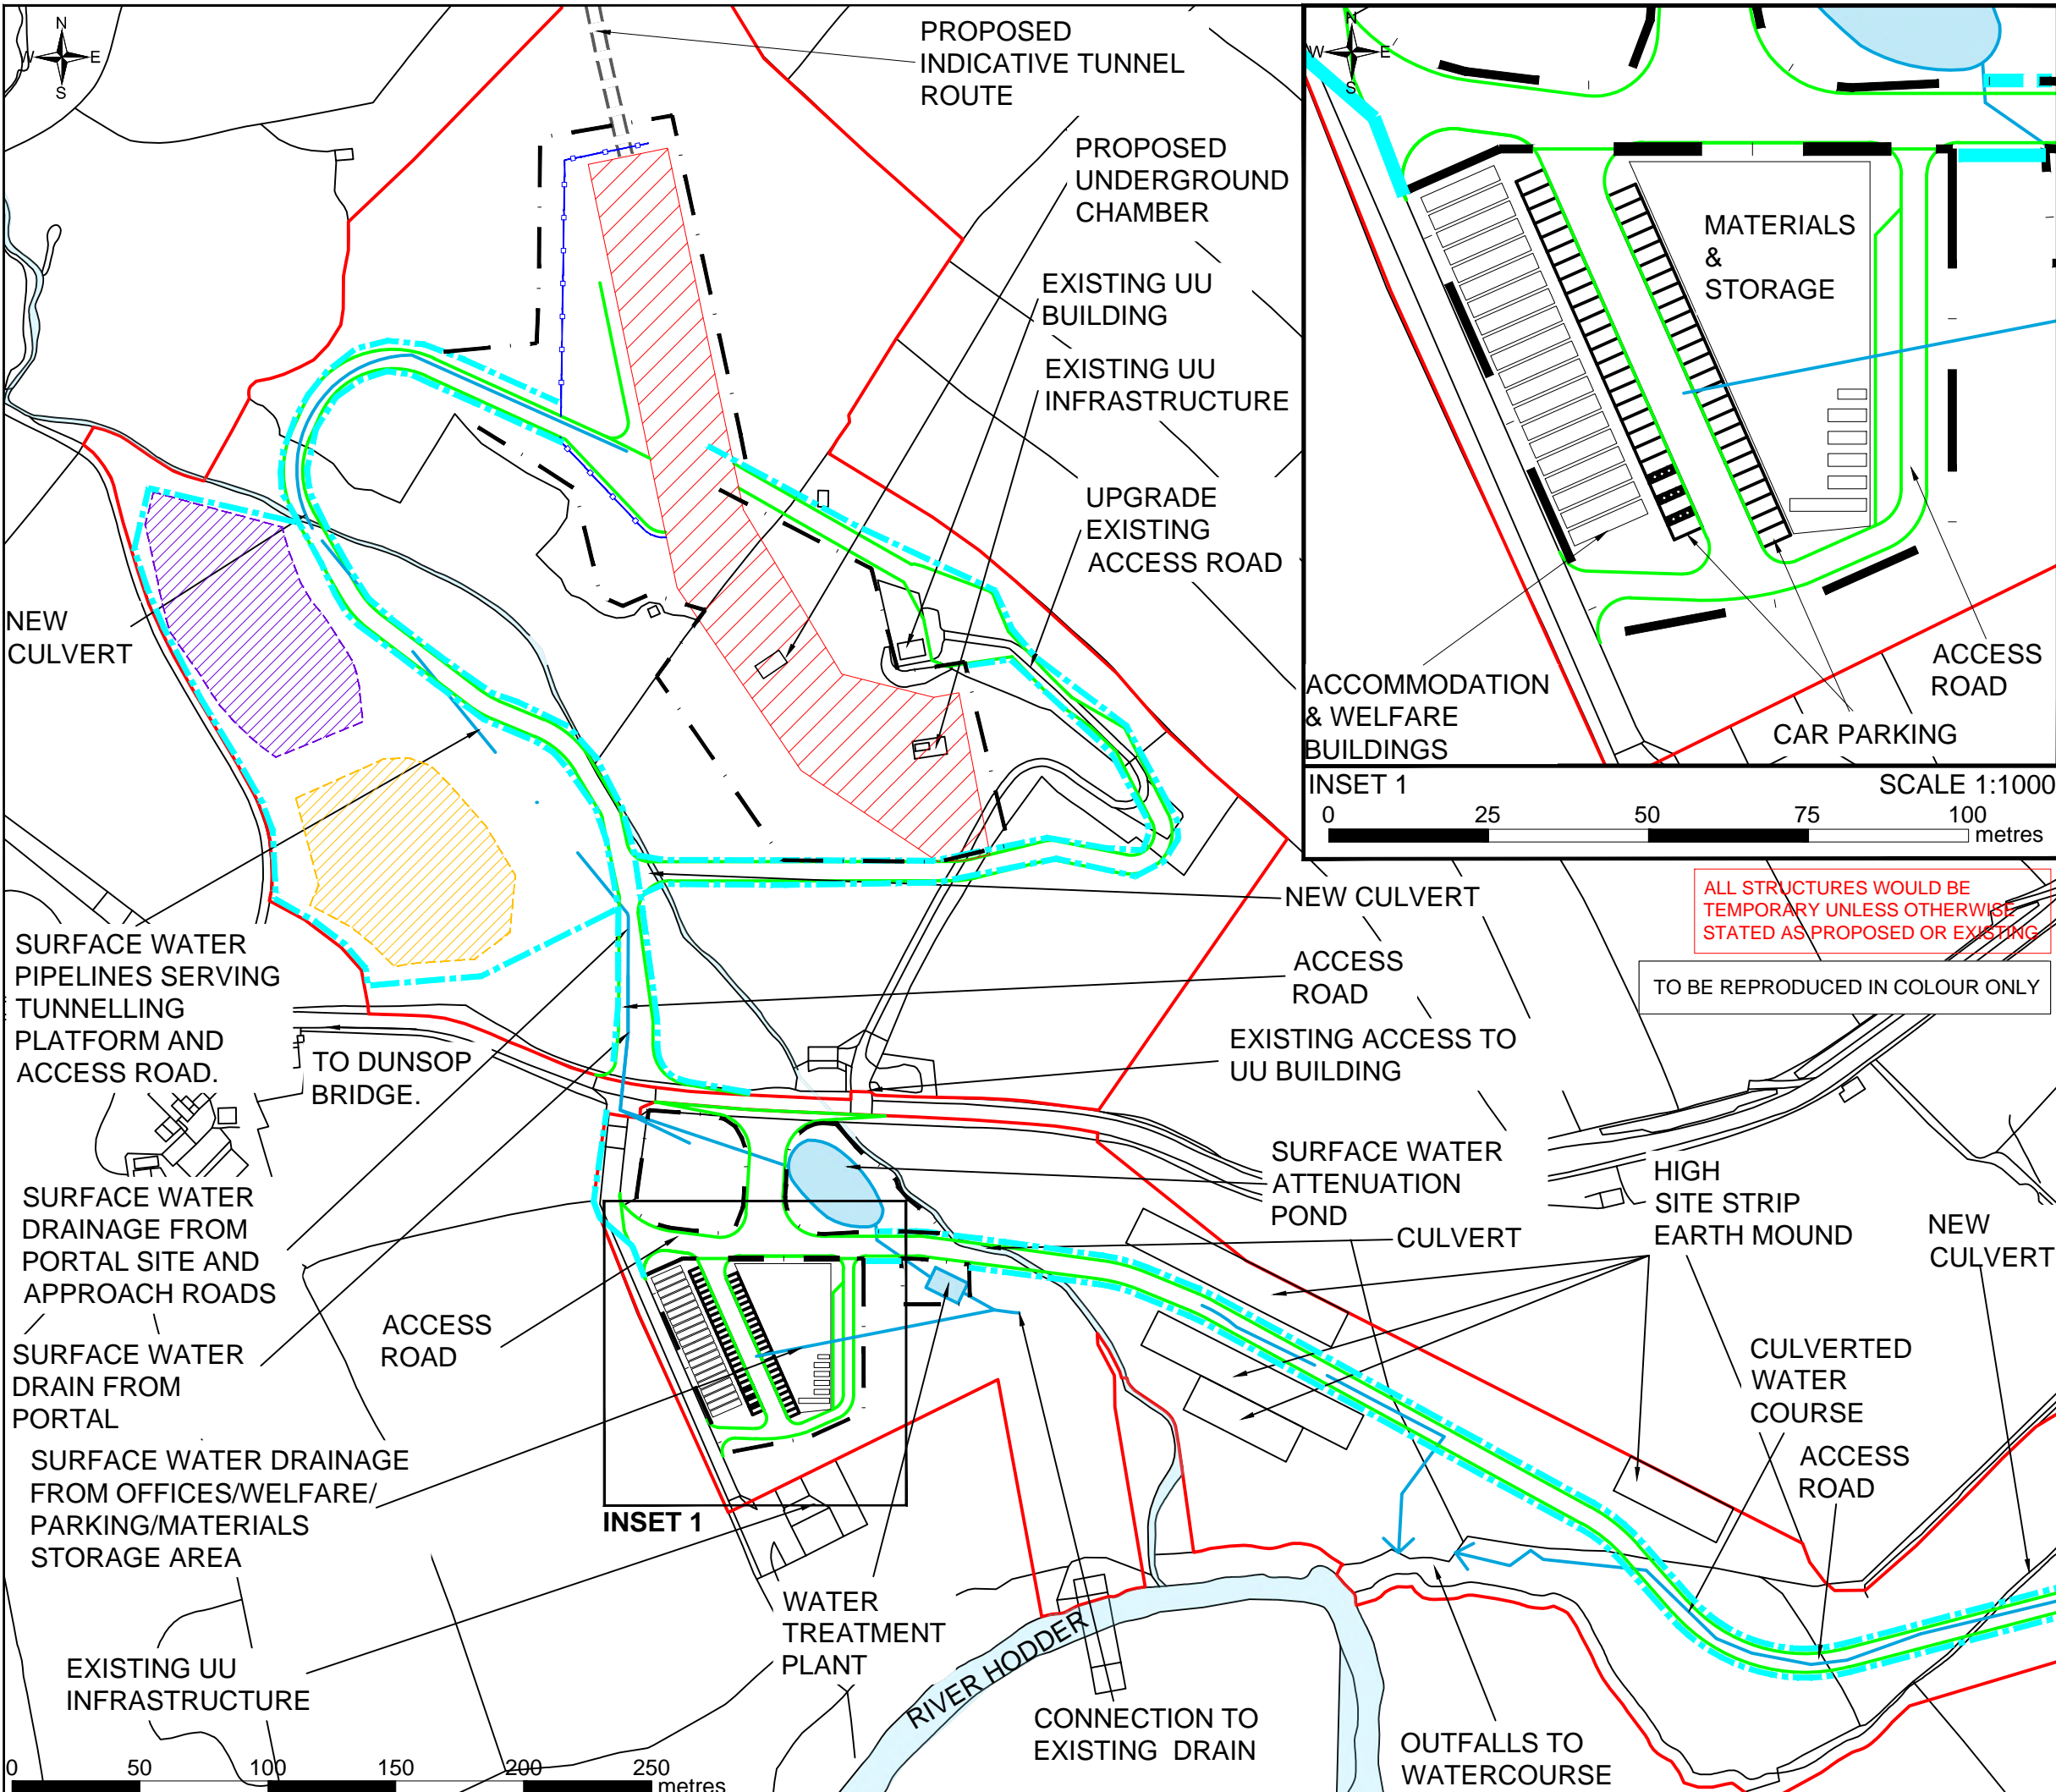 N
W
E
S
PROPOSED
INDICATIVE TUNNEL
ROUTE
PROPOSED
UNDERGROUND
CHAMBER
EXISTING UU
BUILDING
EXISTING UU
INFRASTRUCTURE
UPGRADE
EXISTING
ACCESS ROAD
NEW
CULVERT
N
W
E
S
MATERIALS
&
STORAGE
ACCOMMODATION
& WELFARE
BUILDINGS
CAR PARKING
ACCESS
ROAD
INSET 1
SCALE 1:1000
0
25
50
75
100
metres
ALL STRUCTURES WOULD BE
TEMPORARY UNLESS OTHERWISE
STATED AS PROPOSED OR EXISTING
TO BE REPRODUCED IN COLOUR ONLY
NEW CULVERT
ACCESS
ROAD
EXISTING ACCESS TO
UU BUILDING
SURFACE WATER
PIPELINES SERVING
TUNNELLING
PLATFORM AND
ACCESS ROAD.
TO DUNSOP
BRIDGE.
SURFACE WATER
ATTENUATION
POND
CULVERT
HIGH
SITE STRIP
EARTH MOUND
NEW
CULVERT
SURFACE WATER
DRAINAGE FROM
PORTAL SITE AND
APPROACH ROADS
ACCESS
ROAD
SURFACE WATER
DRAIN FROM
PORTAL
CULVERTED
WATER
COURSE
ACCESS
ROAD
SURFACE WATER DRAINAGE
FROM OFFICES/WELFARE/
PARKING/MATERIALS
STORAGE AREA
INSET 1
WATER
TREATMENT
PLANT
RIVER HODDER
EXISTING UU
INFRASTRUCTURE
CONNECTION TO
EXISTING DRAIN
OUTFALLS TO
WATERCOURSE
0
50
100
150
200
250
metres